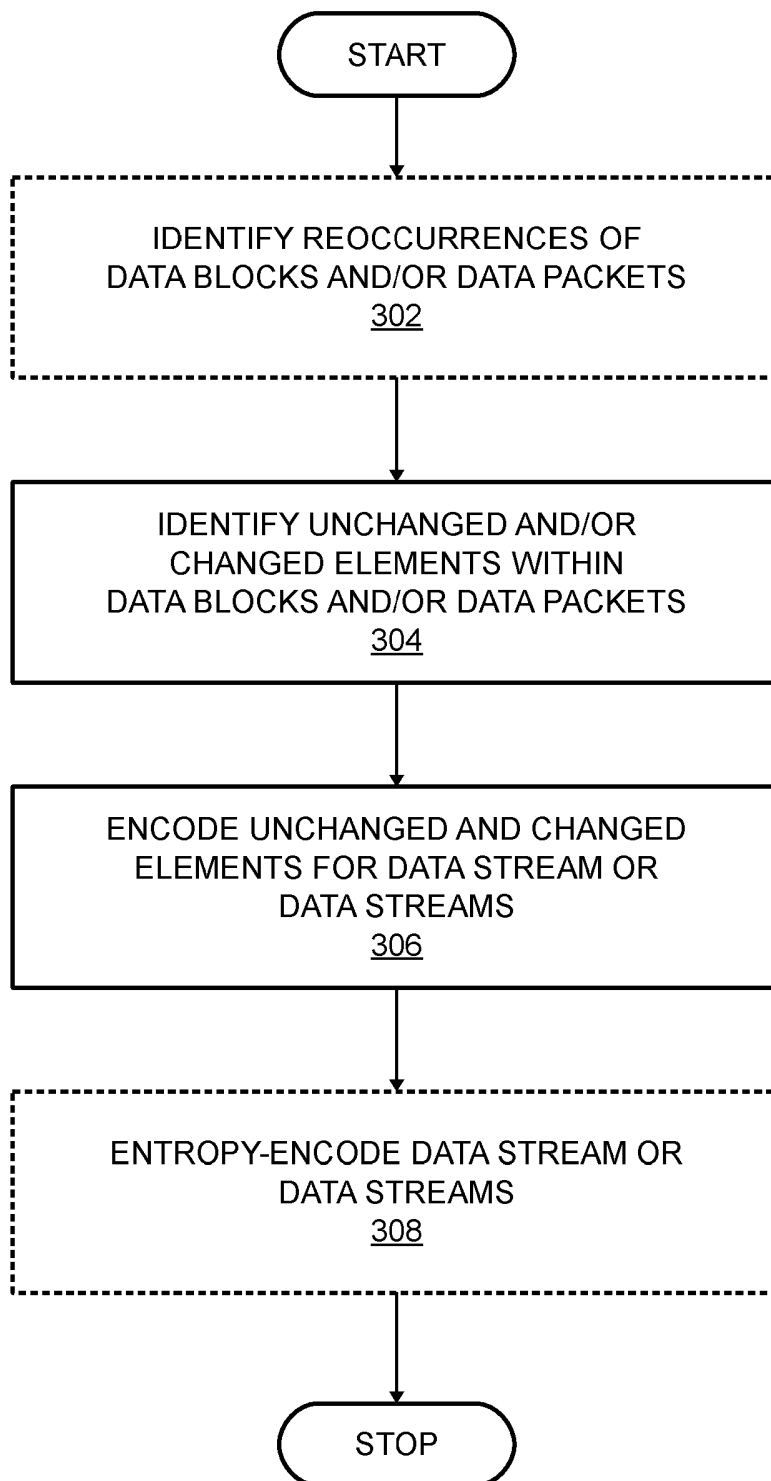 START
IDENTIFY REOCCURRENCES OF
DATA BLOCKS AND/OR DATA PACKETS
302
IDENTIFY UNCHANGED AND/OR
CHANGED ELEMENTS WITHIN
DATA BLOCKS AND/OR DATA PACKETS
304
ENCODE UNCHANGED AND CHANGED
ELEMENTS FOR DATA STREAM OR
DATA STREAMS
306
ENTROPY-ENCODE DATA STREAM OR
DATA STREAMS
308
STOP